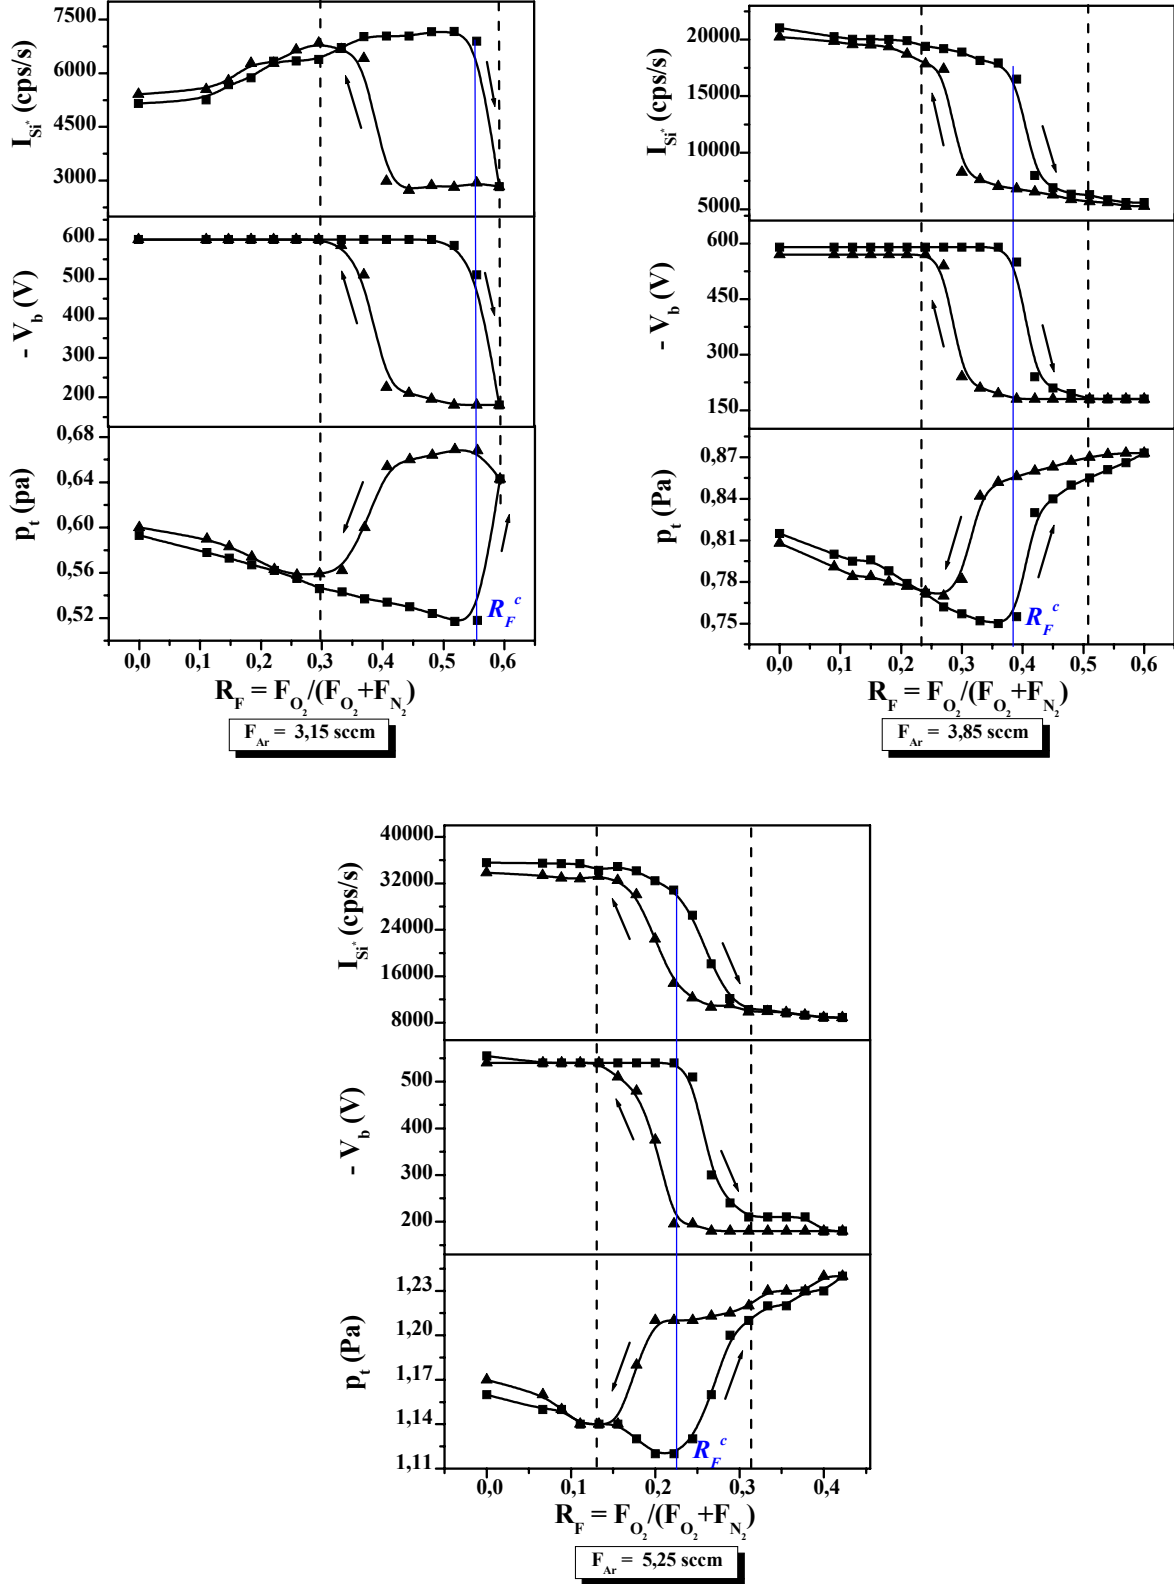 7500
6000
4500
3000
I_Si* (cps/s)
600
500
400
300
200
- V_b (V)
0,68
0,64
0,60
0,56
0,52
p_t (pa)
R_F^c
0,0 0,1 0,2 0,3 0,4 0,5 0,6
R_F = F_O2/(F_O2+F_N2)
F_Ar = 3,15 sccm
20000
15000
10000
5000
I_Si* (cps/s)
600
450
300
150
- V_b (V)
0,87
0,84
0,81
0,78
0,75
p_t (Pa)
R_F^c
0,0 0,1 0,2 0,3 0,4 0,5 0,6
R_F = F_O2/(F_O2+F_N2)
F_Ar = 3,85 sccm
40000
32000
24000
16000
8000
I_Si* (cps/s)
500
400
300
200
- V_b (V)
1,23
1,20
1,17
1,14
1,11
p_t (Pa)
R_F^c
0,0 0,1 0,2 0,3 0,4
R_F = F_O2/(F_O2+F_N2)
F_Ar = 5,25 sccm